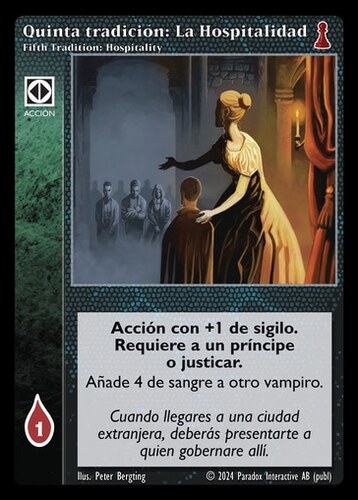 Quinta tradicion: La Hospitalidad
Fifth Tradition: Hospitality
ACCIÓN
Acción con +1 de sigilo.
Requiere a un príncipe
o justicar.
Añade 4 de sangre a otro vampiro.
Cuando llegares a una ciudad
extranjera, deberás presentarte a
quien gobernare allí.
1
Ilus. Peter Bergting
© 2024 Paradox Interactive AB (publ)